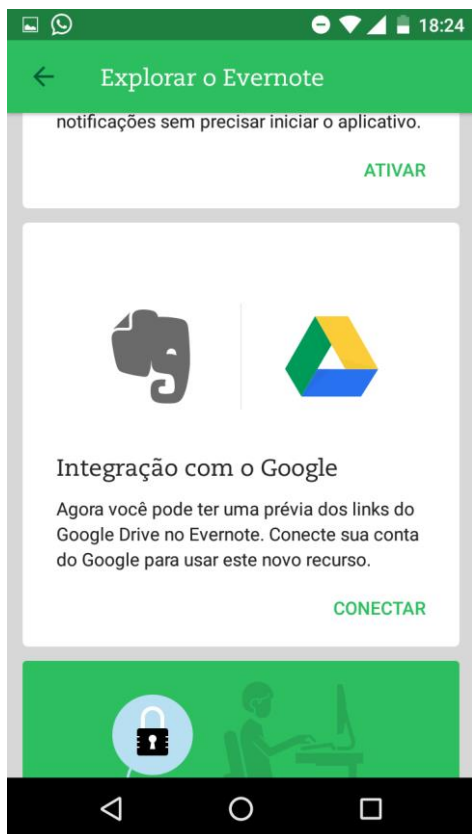 18:24
Explorar o Evernote
notificações sem precisar iniciar o aplicativo.
ATIVAR
Integração com o Google
Agora você pode ter uma prévia dos links do
Google Drive no Evernote. Conecte sua conta
do Google para usar este novo recurso.
CONECTAR